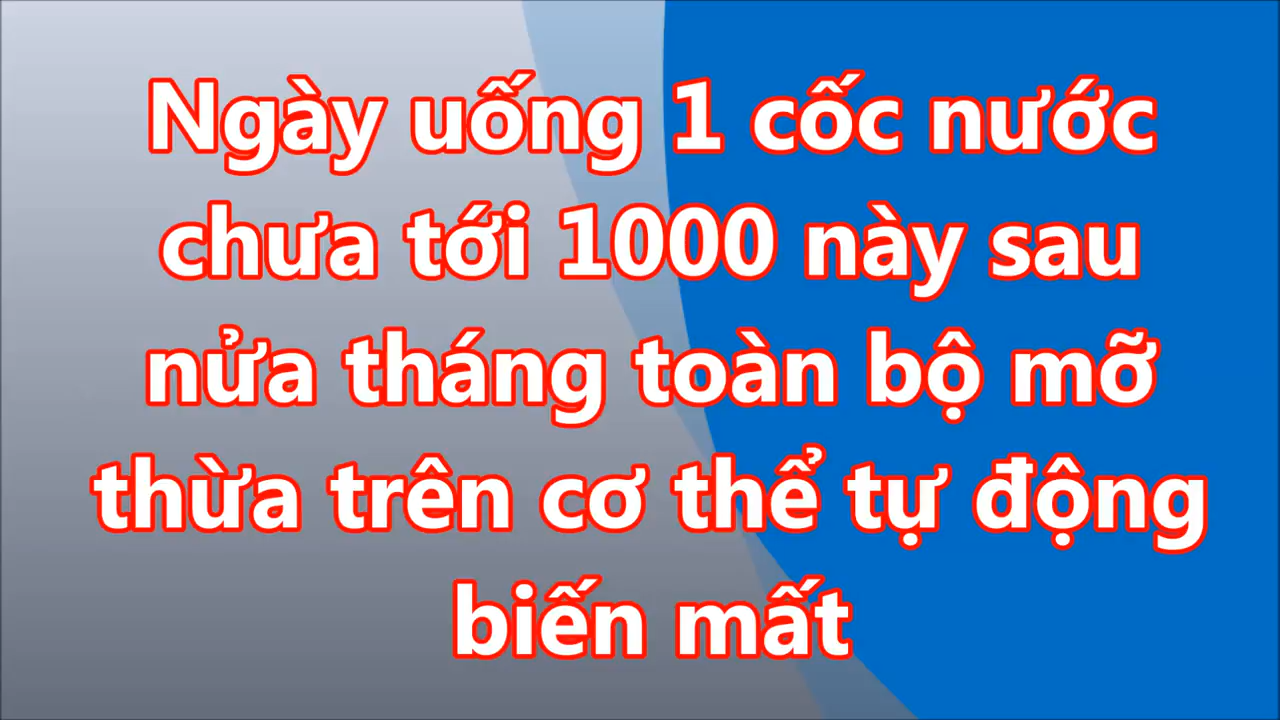 Ngày uống 1 cốc nước
chưa tới 1000 này sau
nửa tháng toàn bộ mỡ
thừa trên cơ thể tự động
biến mất